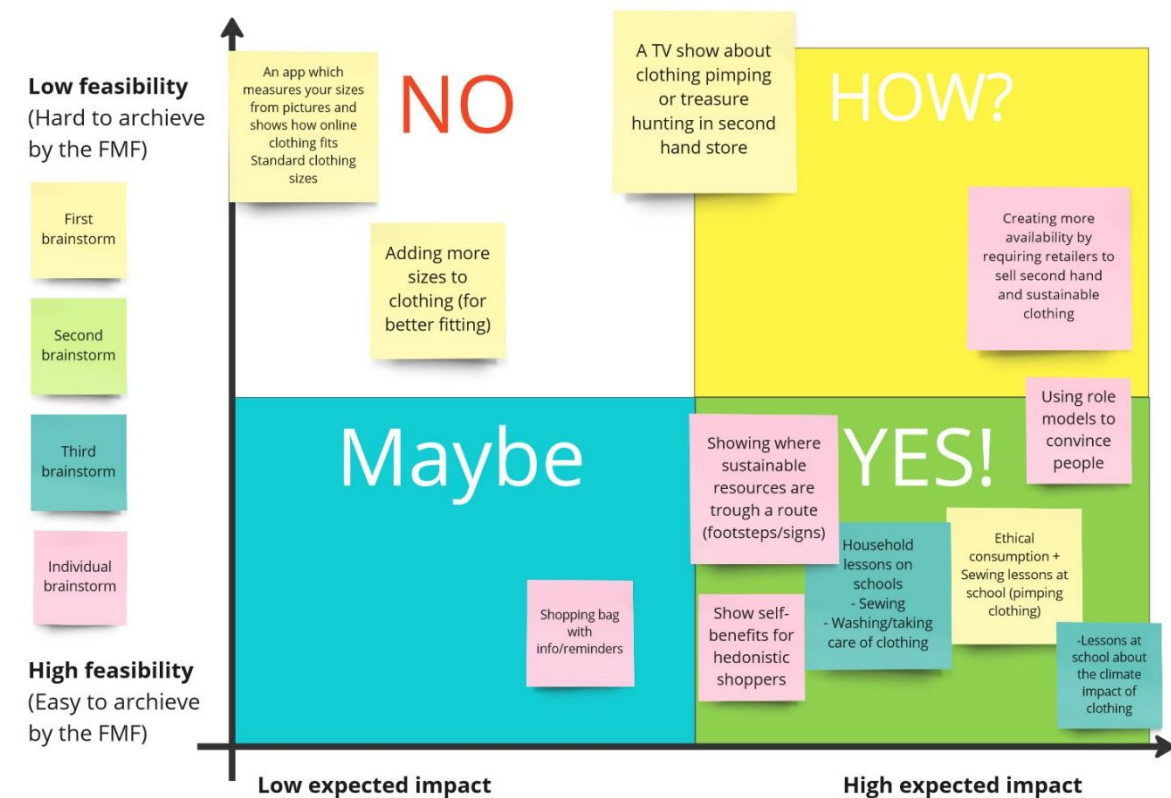 Low feasibility
(Hard to archieve
by the FMF)
First
brainstorm
Second
brainstorm
Third
brainstorm
Individual
brainstorm
High feasibility
(Easy to archieve
by the FMF)
An app which
measures your sizes
from pictures and
shows how online
clothing fits
Standard clothing
sizes
NO
Adding more
sizes to
clothing (for
better fitting)
A TV show about
clothing pimping
or treasure
hunting in second
hand store
HOW?
Creating more
availability by
requiring retailers to
sell second hand
and sustainable
clothing
Maybe
Shopping bag
with
info/reminders
YES!
Using role
models to
convince
people
Showing where
sustainable
resources are
trough a route
(footsteps/signs)
Household
lessons on
schools
- Sewing
- Washing/taking
care of clothing
Ethical
consumption +
Sewing lessons at
school (pimping
clothing)
Show self-
benefits for
hedonistic
shoppers
-Lessons at
school about
the climate
impact of
clothing
Low expected impact
High expected impact